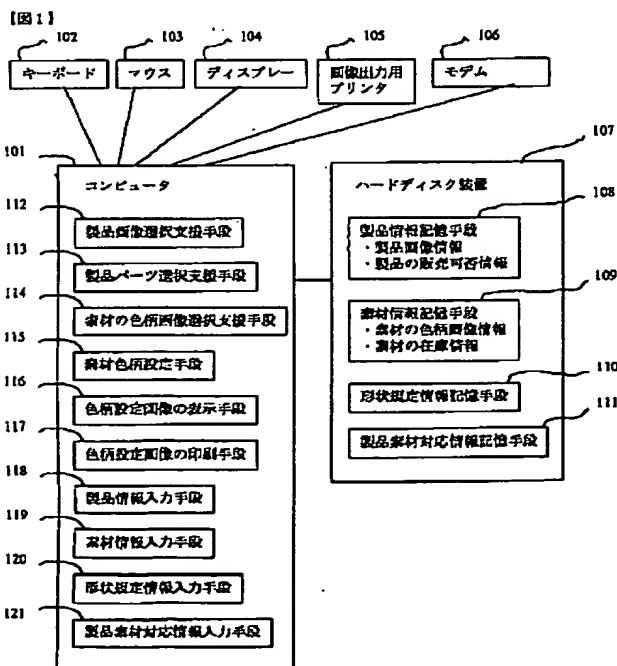 【図1】
102
103
104
105
106
キーボード
マウス
ディスプレー
画像出力用
プリンタ
モデム
101
コンピュータ
112
製品画像選択支援手段
113
製品パーツ選択支援手段
114
素材の色柄画像選択支援手段
115
素材色柄設定手段
116
色柄設定画像の表示手段
117
色柄設定画像の印刷手段
118
製品情報入力手段
119
素材情報入力手段
120
形状規定情報入力手段
121
製品素材対応情報入力手段
107
ハードディスク装置
108
製品情報記憶手段
・製品画像情報
・製品の販売可否情報
109
素材情報記憶手段
・素材の色柄画像情報
・素材の在庫情報
110
形状規定情報記憶手段
111
製品素材対応情報記憶手段